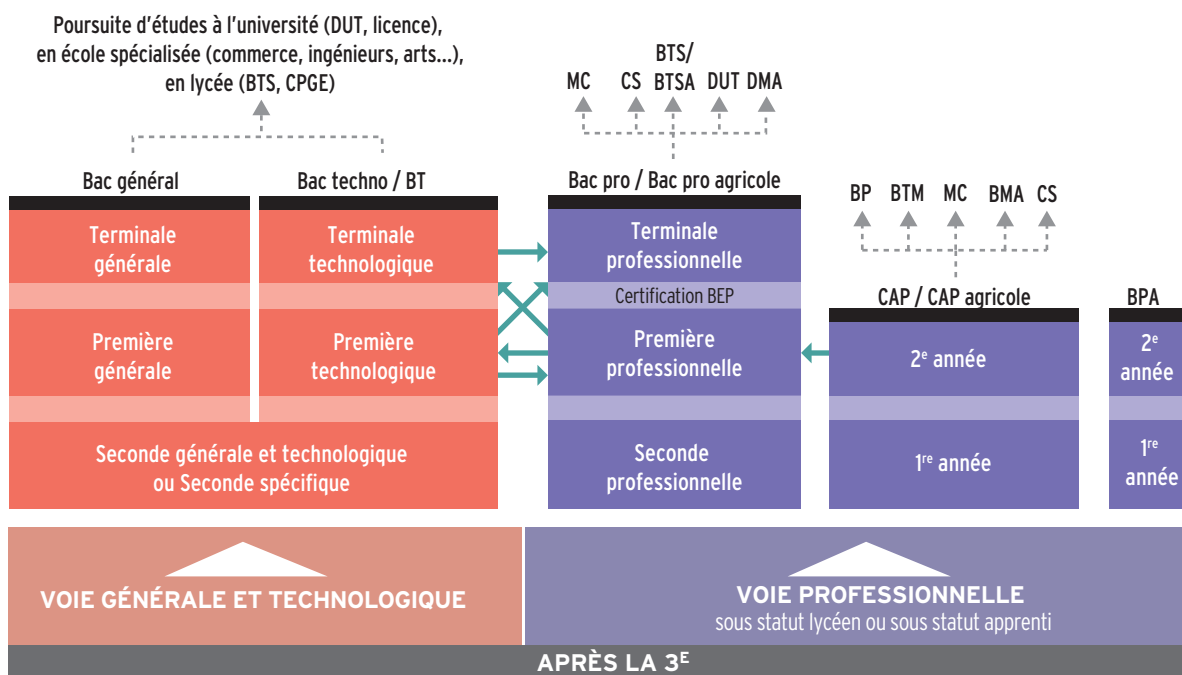 Poursuite d'études à l'université (DUT, licence),
en école spécialisée (commerce, ingénieurs, arts...),
en lycée (BTS, CPGE)
Bac général
Bac techno / BT
Terminale
générale
Terminale
technologique
Première
générale
Première
technologique
Seconde générale et technologique
ou Seconde spécifique
MC
CS
BTS/
BTSA
DUT
DMA
Bac pro / Bac pro agricole
Terminale
professionnelle
Certification BEP
Première
professionnelle
Seconde
professionnelle
BP
BTM
MC
BMA
CS
CAP / CAP agricole
2e année
1re année
BPA
2e
année
1re
année
VOIE GÉNÉRALE ET TECHNOLOGIQUE
VOIE PROFESSIONNELLE
sous statut lycéen ou sous statut apprenti
APRÈS LA 3E